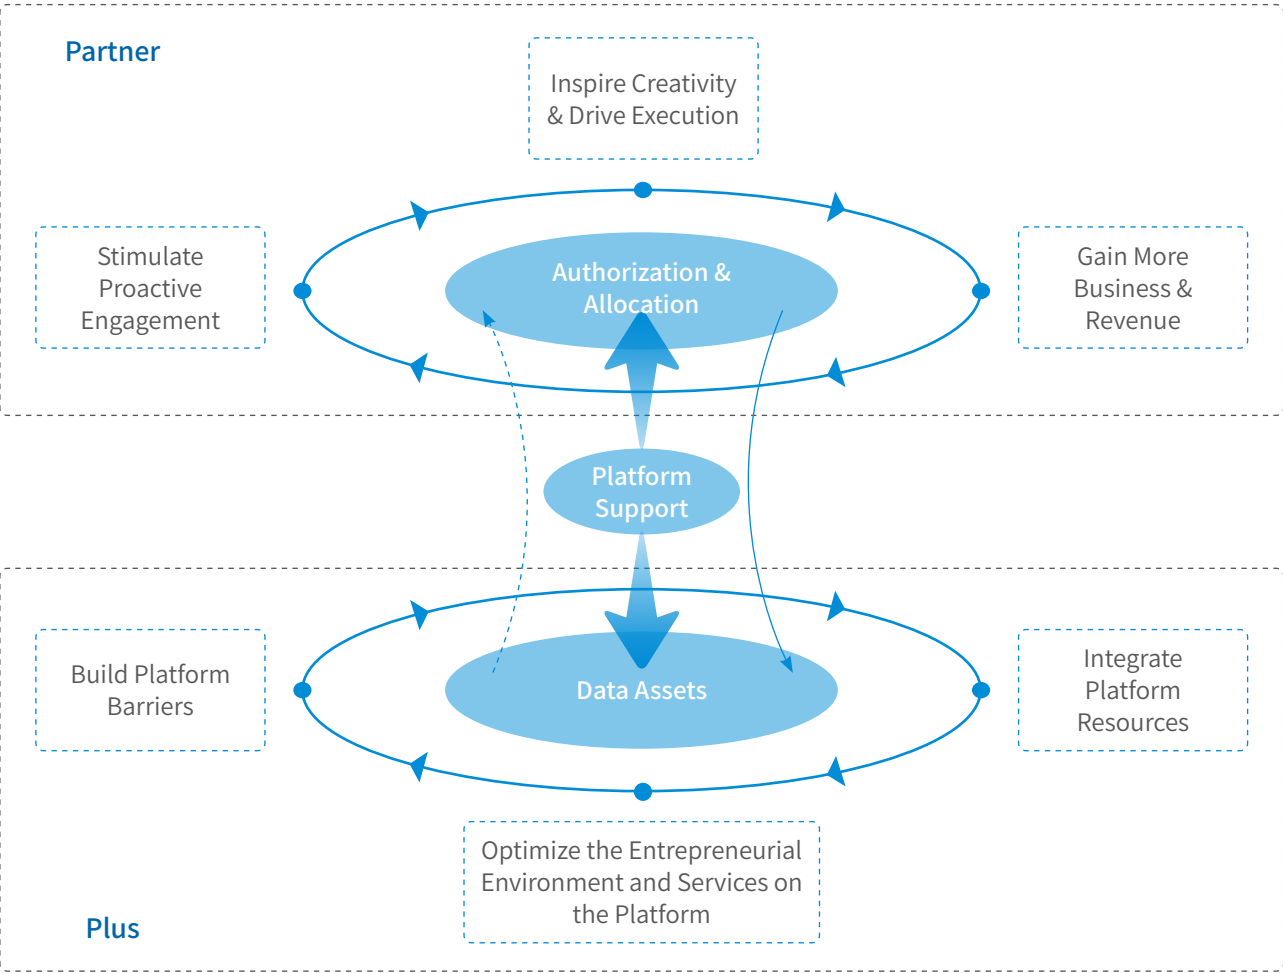 Partner
Inspire Creativity
& Drive Execution
Stimulate
Proactive
Engagement
Authorization &
Allocation
Gain More
Business &
Revenue
Platform
Support
Build Platform
Barriers
Data Assets
Integrate
Platform
Resources
Optimize the Entrepreneurial
Environment and Services on
the Platform
Plus